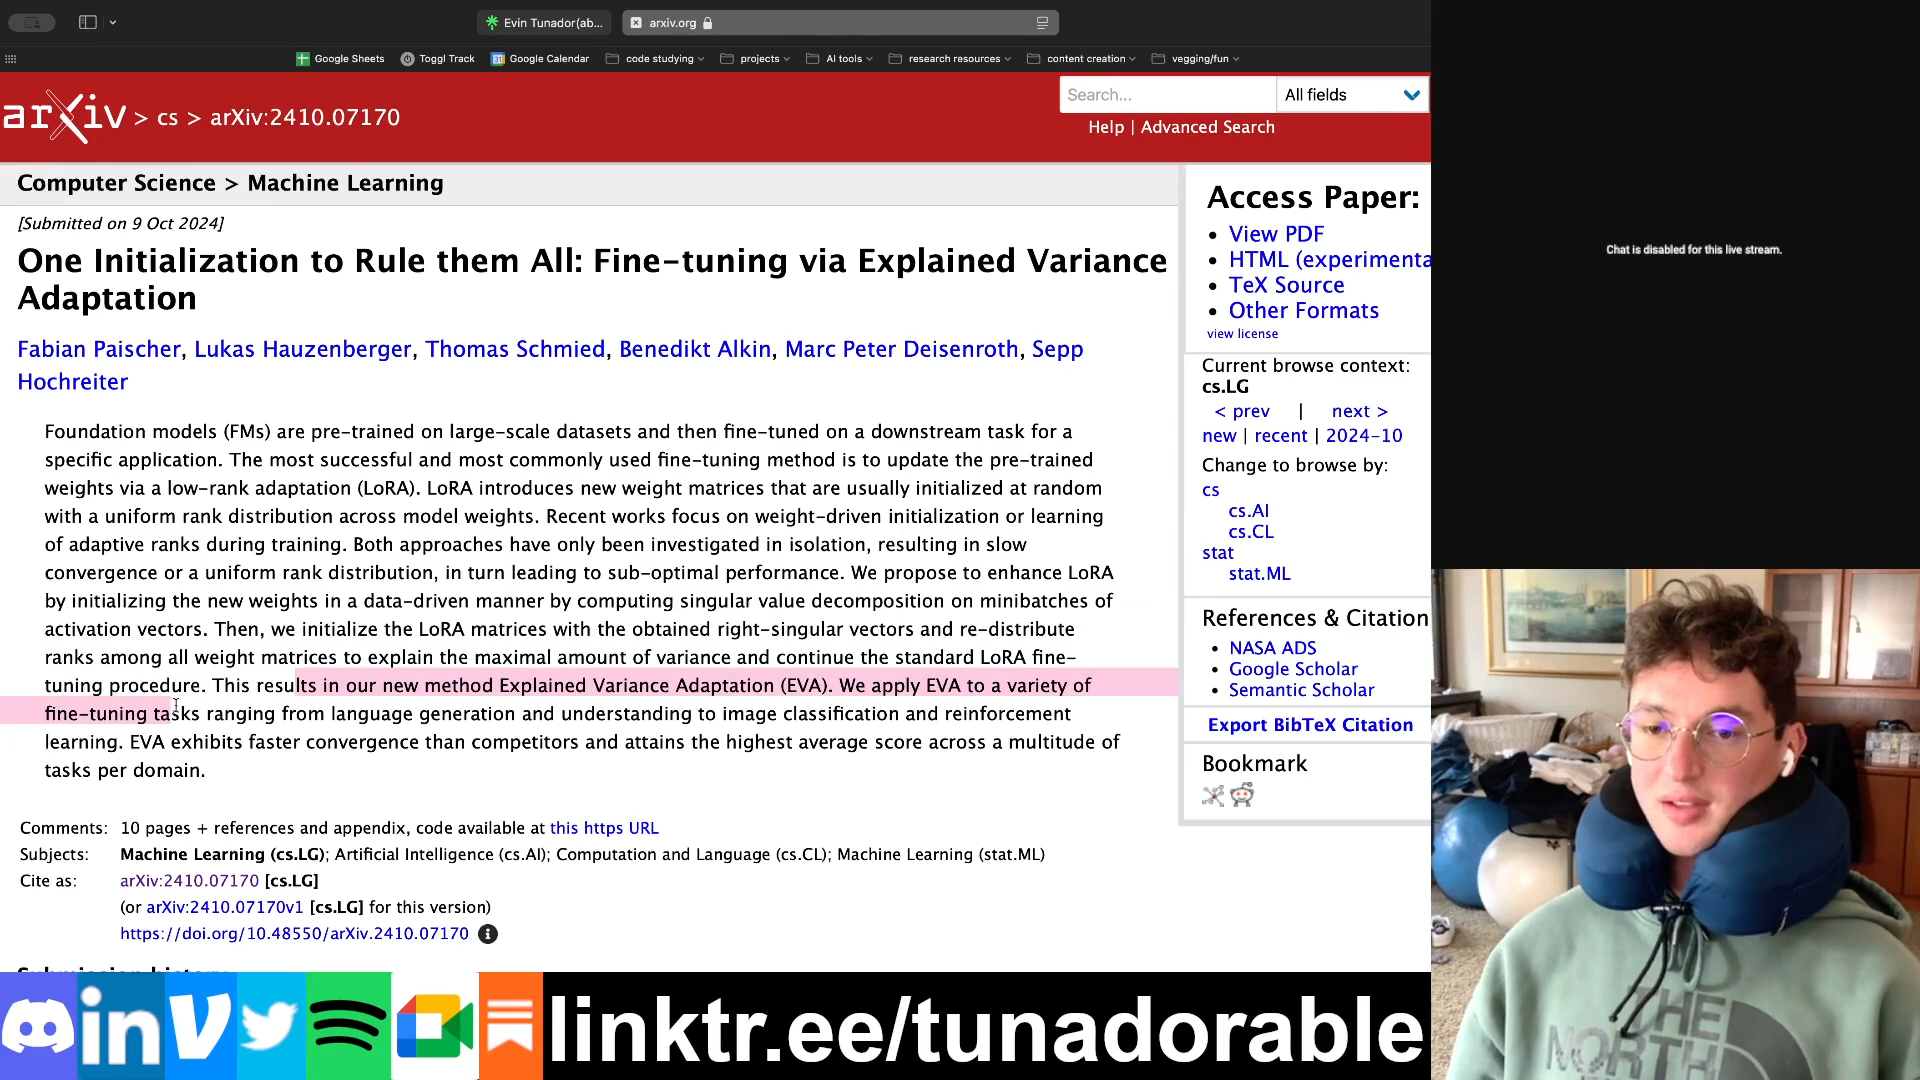 Evin Tunador(ab...
arxiv.org
Google Sheets
Toggl Track
Google Calendar
code studying
projects
AI tools
research resources
content creation
vegging/fun
arXiv > cs > arXiv:2410.07170
Search...
All fields
Help | Advanced Search
Computer Science > Machine Learning
[Submitted on 9 Oct 2024]
One Initialization to Rule them All: Fine-tuning via Explained Variance
Adaptation
Fabian Paischer, Lukas Hauzenberger, Thomas Schmied, Benedikt Alkin, Marc Peter Deisenroth, Sepp
Hochreiter
Foundation models (FMs) are pre-trained on large-scale datasets and then fine-tuned on a downstream task for a
specific application. The most successful and most commonly used fine-tuning method is to update the pre-trained
weights via a low-rank adaptation (LoRA). LoRA introduces new weight matrices that are usually initialized at random
with a uniform rank distribution across model weights. Recent works focus on weight-driven initialization or learning
of adaptive ranks during training. Both approaches have only been investigated in isolation, resulting in slow
convergence or a uniform rank distribution, in turn leading to sub-optimal performance. We propose to enhance LoRA
by initializing the new weights in a data-driven manner by computing singular value decomposition on minibatches of
activation vectors. Then, we initialize the LoRA matrices with the obtained right-singular vectors and re-distribute
ranks among all weight matrices to explain the maximal amount of variance and continue the standard LoRA fine-
tuning procedure. This results in our new method Explained Variance Adaptation (EVA). We apply EVA to a variety of
fine-tuning tasks ranging from language generation and understanding to image classification and reinforcement
learning. EVA exhibits faster convergence than competitors and attains the highest average score across a multitude of
tasks per domain.
Comments: 10 pages + references and appendix, code available at this https URL
Subjects: Machine Learning (cs.LG); Artificial Intelligence (cs.AI); Computation and Language (cs.CL); Machine Learning (stat.ML)
Cite as: arXiv:2410.07170 [cs.LG]
(or arXiv:2410.07170v1 [cs.LG] for this version)
https://doi.org/10.48550/arXiv.2410.07170
Submission history
Access Paper:
View PDF
HTML (experimenta
TeX Source
Other Formats
view license
Current browse context:
cs.LG
< prev | next >
new | recent | 2024-10
Change to browse by:
cs
cs.AI
cs.CL
stat
stat.ML
References & Citation
NASA ADS
Google Scholar
Semantic Scholar
Export BibTeX Citation
Bookmark
Chat is disabled for this live stream.
in
linktr.ee/tunadorable
THE
NORTH